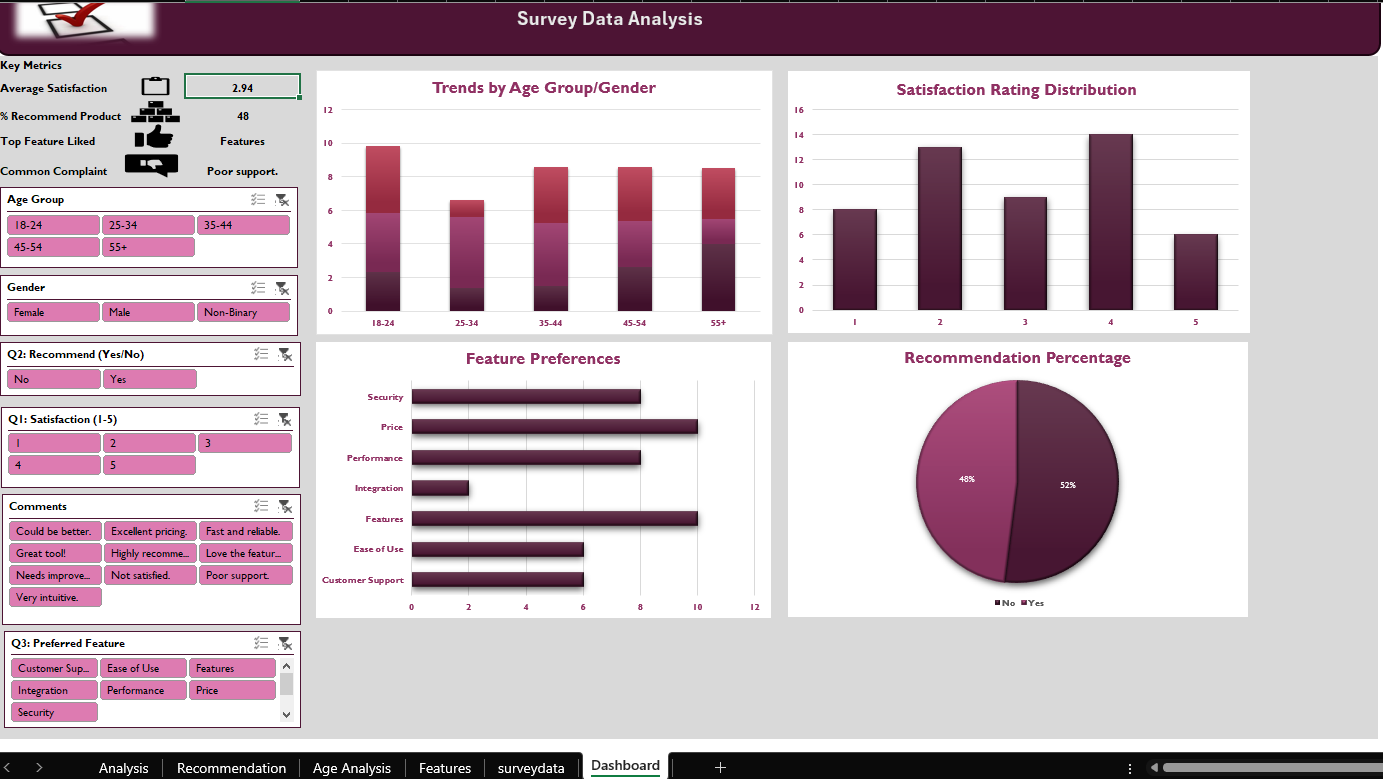 Survey Data Analysis
Key Metrics
Average Satisfaction 2.94
% Recommend Product 48
Top Feature Liked Features
Common Complaint Poor support.
Age Group
18-24 25-34 35-44
45-54 55+
Gender
Female Male Non-Binary
Q2: Recommend (Yes/No)
No Yes
Q1: Satisfaction (1-5)
1 2 3
4 5
Comments
Could be better. Excellent pricing. Fast and reliable.
Great tool! Highly recomme... Love the featur...
Needs improve... Not satisfied. Poor support.
Very intuitive.
Q3: Preferred Feature
Customer Sup... Ease of Use Features
Integration Performance Price
Security
Trends by Age Group/Gender
12
10
8
6
4
2
0
18-24 25-34 35-44 45-54 55+
Satisfaction Rating Distribution
16
14
12
10
8
6
4
2
0
1 2 3 4 5
Feature Preferences
Security
Price
Performance
Integration
Features
Ease of Use
Customer Support
0 2 4 6 8 10 12
Recommendation Percentage
48% 52%
No Yes
Analysis Recommendation Age Analysis Features surveydata Dashboard